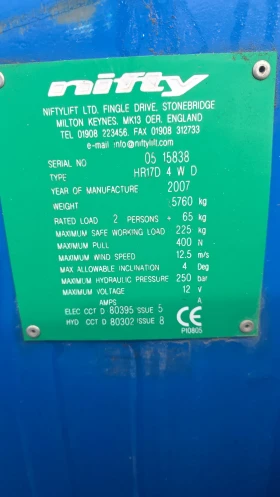 nifty
NIFTYLIFT LTD. FINGLE DRIVE, STONEBRIDGE
MILTON KEYNES, MK13 OER, ENGLAND
TEL 01908 223456, FAX 01908 312733
e-mail info@niftylift.com
SERIAL NO 05 15838
TYPE HR17D 4 W D
YEAR OF MANUFACTURE 2007
WEIGHT 5760 kg
RATED LOAD 2 PERSONS + 65 kg
MAXIMUM SAFE WORKING LOAD 225 kg
MAXIMUM PULL 400 N
MAXIMUM WIND SPEED 12.5 m/s
MAX ALLOWABLE INCLINATION 4 Deg
MAXIMUM HYDRAULIC PRESSURE 250 bar
MAXIMUM VOLTAGE 12 V
AMPS A
ELEC CCT D 80395 ISSUE 5
HYD CCT D 80302 ISSUE 8
CE
P10805